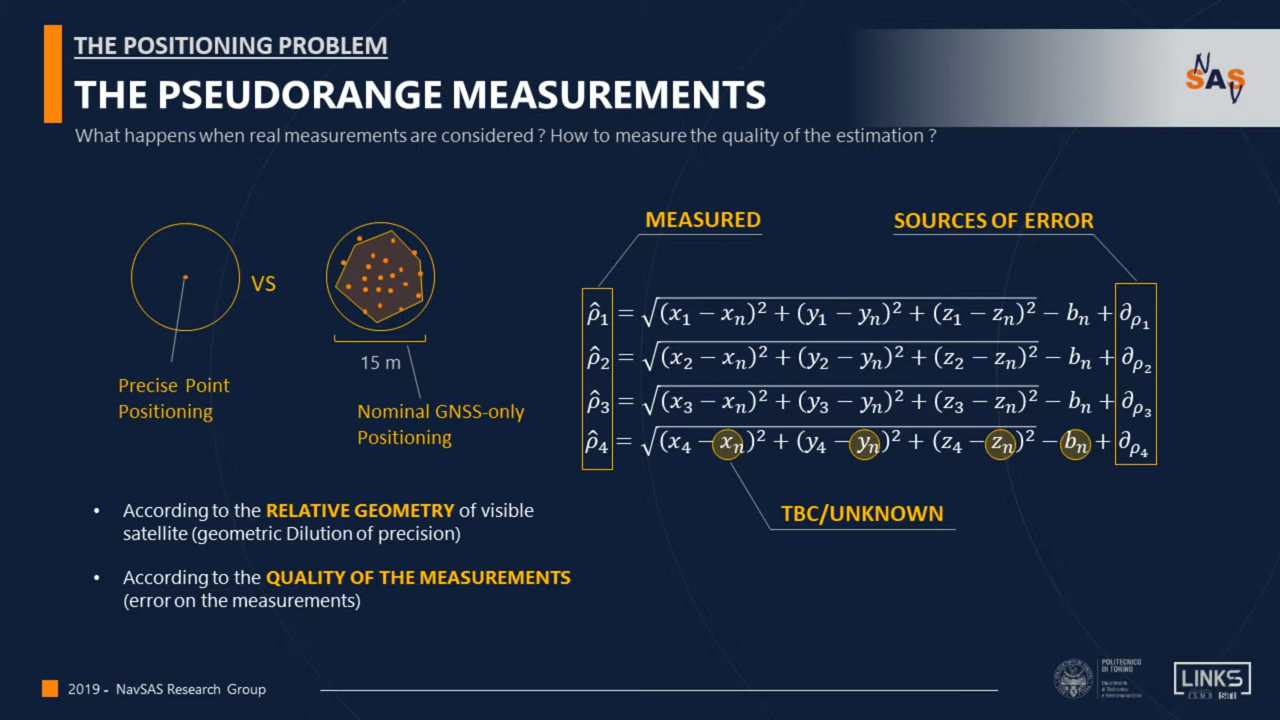 THE POSITIONING PROBLEM
THE PSEUDORANGE MEASUREMENTS
What happens when real measurements are considered ? How to measure the quality of the estimation ?
NSAS
V
VS
15 m
Precise Point
Positioning
Nominal GNSS-only
Positioning
• According to the RELATIVE GEOMETRY of visible
satellite (geometric Dilution of precision)
• According to the QUALITY OF THE MEASUREMENTS
(error on the measurements)
MEASURED
SOURCES OF ERROR
ρ̂₁ = √(x₁ − xₙ)² + (y₁ − yₙ)² + (z₁ − zₙ)² − bₙ + ∂ρ₁
ρ̂₂ = √(x₂ − xₙ)² + (y₂ − yₙ)² + (z₂ − zₙ)² − bₙ + ∂ρ₂
ρ̂₃ = √(x₃ − xₙ)² + (y₃ − yₙ)² + (z₃ − zₙ)² − bₙ + ∂ρ₃
ρ̂₄ = √(x₄ − xₙ)² + (y₄ − yₙ)² + (z₄ − zₙ)² − bₙ + ∂ρ₄
TBC/UNKNOWN
2019 - NavSAS Research Group
POLITECNICO
DI TORINO
LINKS